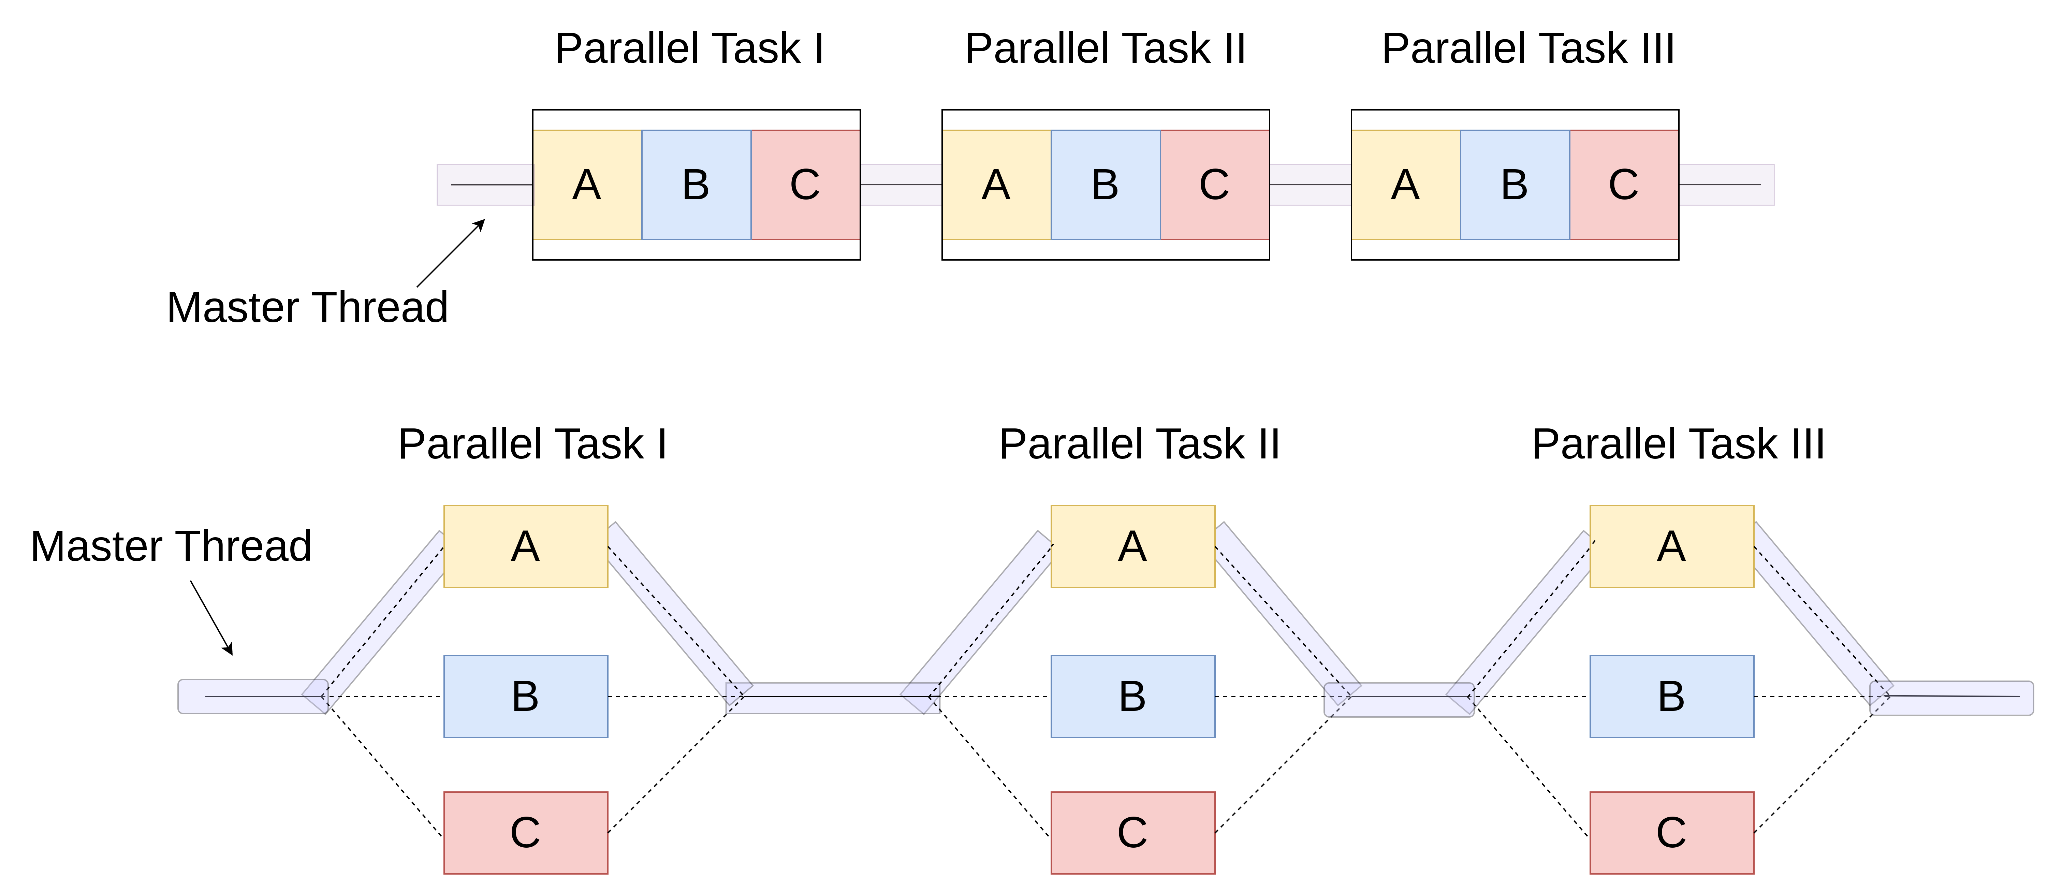 Parallel Task I
Parallel Task II
Parallel Task III
A B C
A B C
A B C
Master Thread
Parallel Task I
Parallel Task II
Parallel Task III
Master Thread
A
A
A
B
B
B
C
C
C